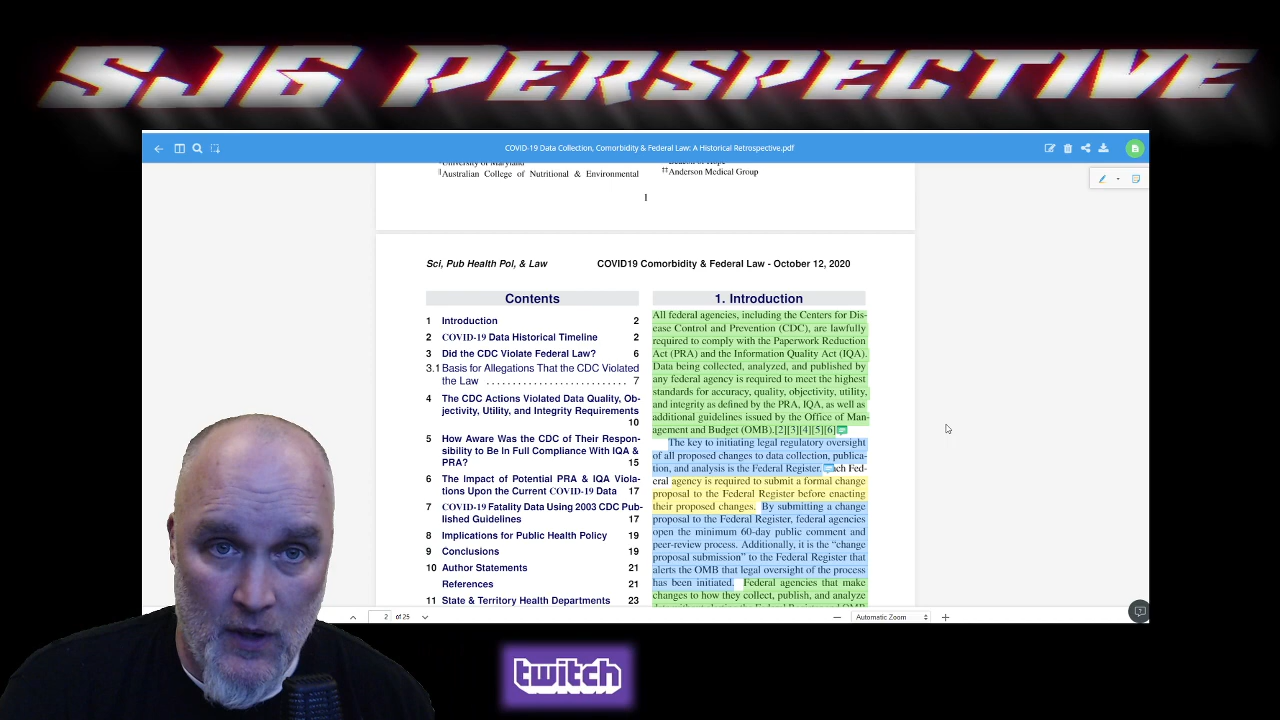 SJG PERSPECTIVE
COVID-19 Data Collection, Comorbidity & Federal Law: A Historical Retrospective.pdf
University of Maryland
||Australian College of Nutritional & Environmental
††Anderson Medical Group
1
Sci, Pub Health Pol, & Law
COVID19 Comorbidity & Federal Law - October 12, 2020
Contents
1 Introduction 2
2 COVID-19 Data Historical Timeline 2
3 Did the CDC Violate Federal Law? 6
3.1 Basis for Allegations That the CDC Violated
the Law . . . . . . . . . . . . . . . . . . . . . . . . . . 7
4 The CDC Actions Violated Data Quality, Ob-
jectivity, Utility, and Integrity Requirements
10
5 How Aware Was the CDC of Their Respon-
sibility to Be In Full Compliance With IQA &
PRA? 15
6 The Impact of Potential PRA & IQA Viola-
tions Upon the Current COVID-19 Data 17
7 COVID-19 Fatality Data Using 2003 CDC Pub-
lished Guidelines 17
8 Implications for Public Health Policy 19
9 Conclusions 19
10 Author Statements 21
References 21
11 State & Territory Health Departments 23
1. Introduction
All federal agencies, including the Centers for Dis-
ease Control and Prevention (CDC), are lawfully
required to comply with the Paperwork Reduction
Act (PRA) and the Information Quality Act (IQA).
Data being collected, analyzed, and published by
any federal agency is required to meet the highest
standards for accuracy, quality, objectivity, utility,
and integrity as defined by the PRA, IQA, as well as
additional guidelines issued by the Office of Man-
agement and Budget (OMB).[2][3][4][5][6]
The key to initiating legal regulatory oversight
of all proposed changes to data collection, publica-
tion, and analysis is the Federal Register. ch Fed-
eral agency is required to submit a formal change
proposal to the Federal Register before enacting
their proposed changes. By submitting a change
proposal to the Federal Register, federal agencies
open the minimum 60-day public comment and
peer-review process. Additionally, it is the “change
proposal submission” to the Federal Register that
alerts the OMB that legal oversight of the process
has been initiated. Federal agencies that make
changes to how they collect, publish, and analyze
2 of 25
Automatic Zoom
twitch